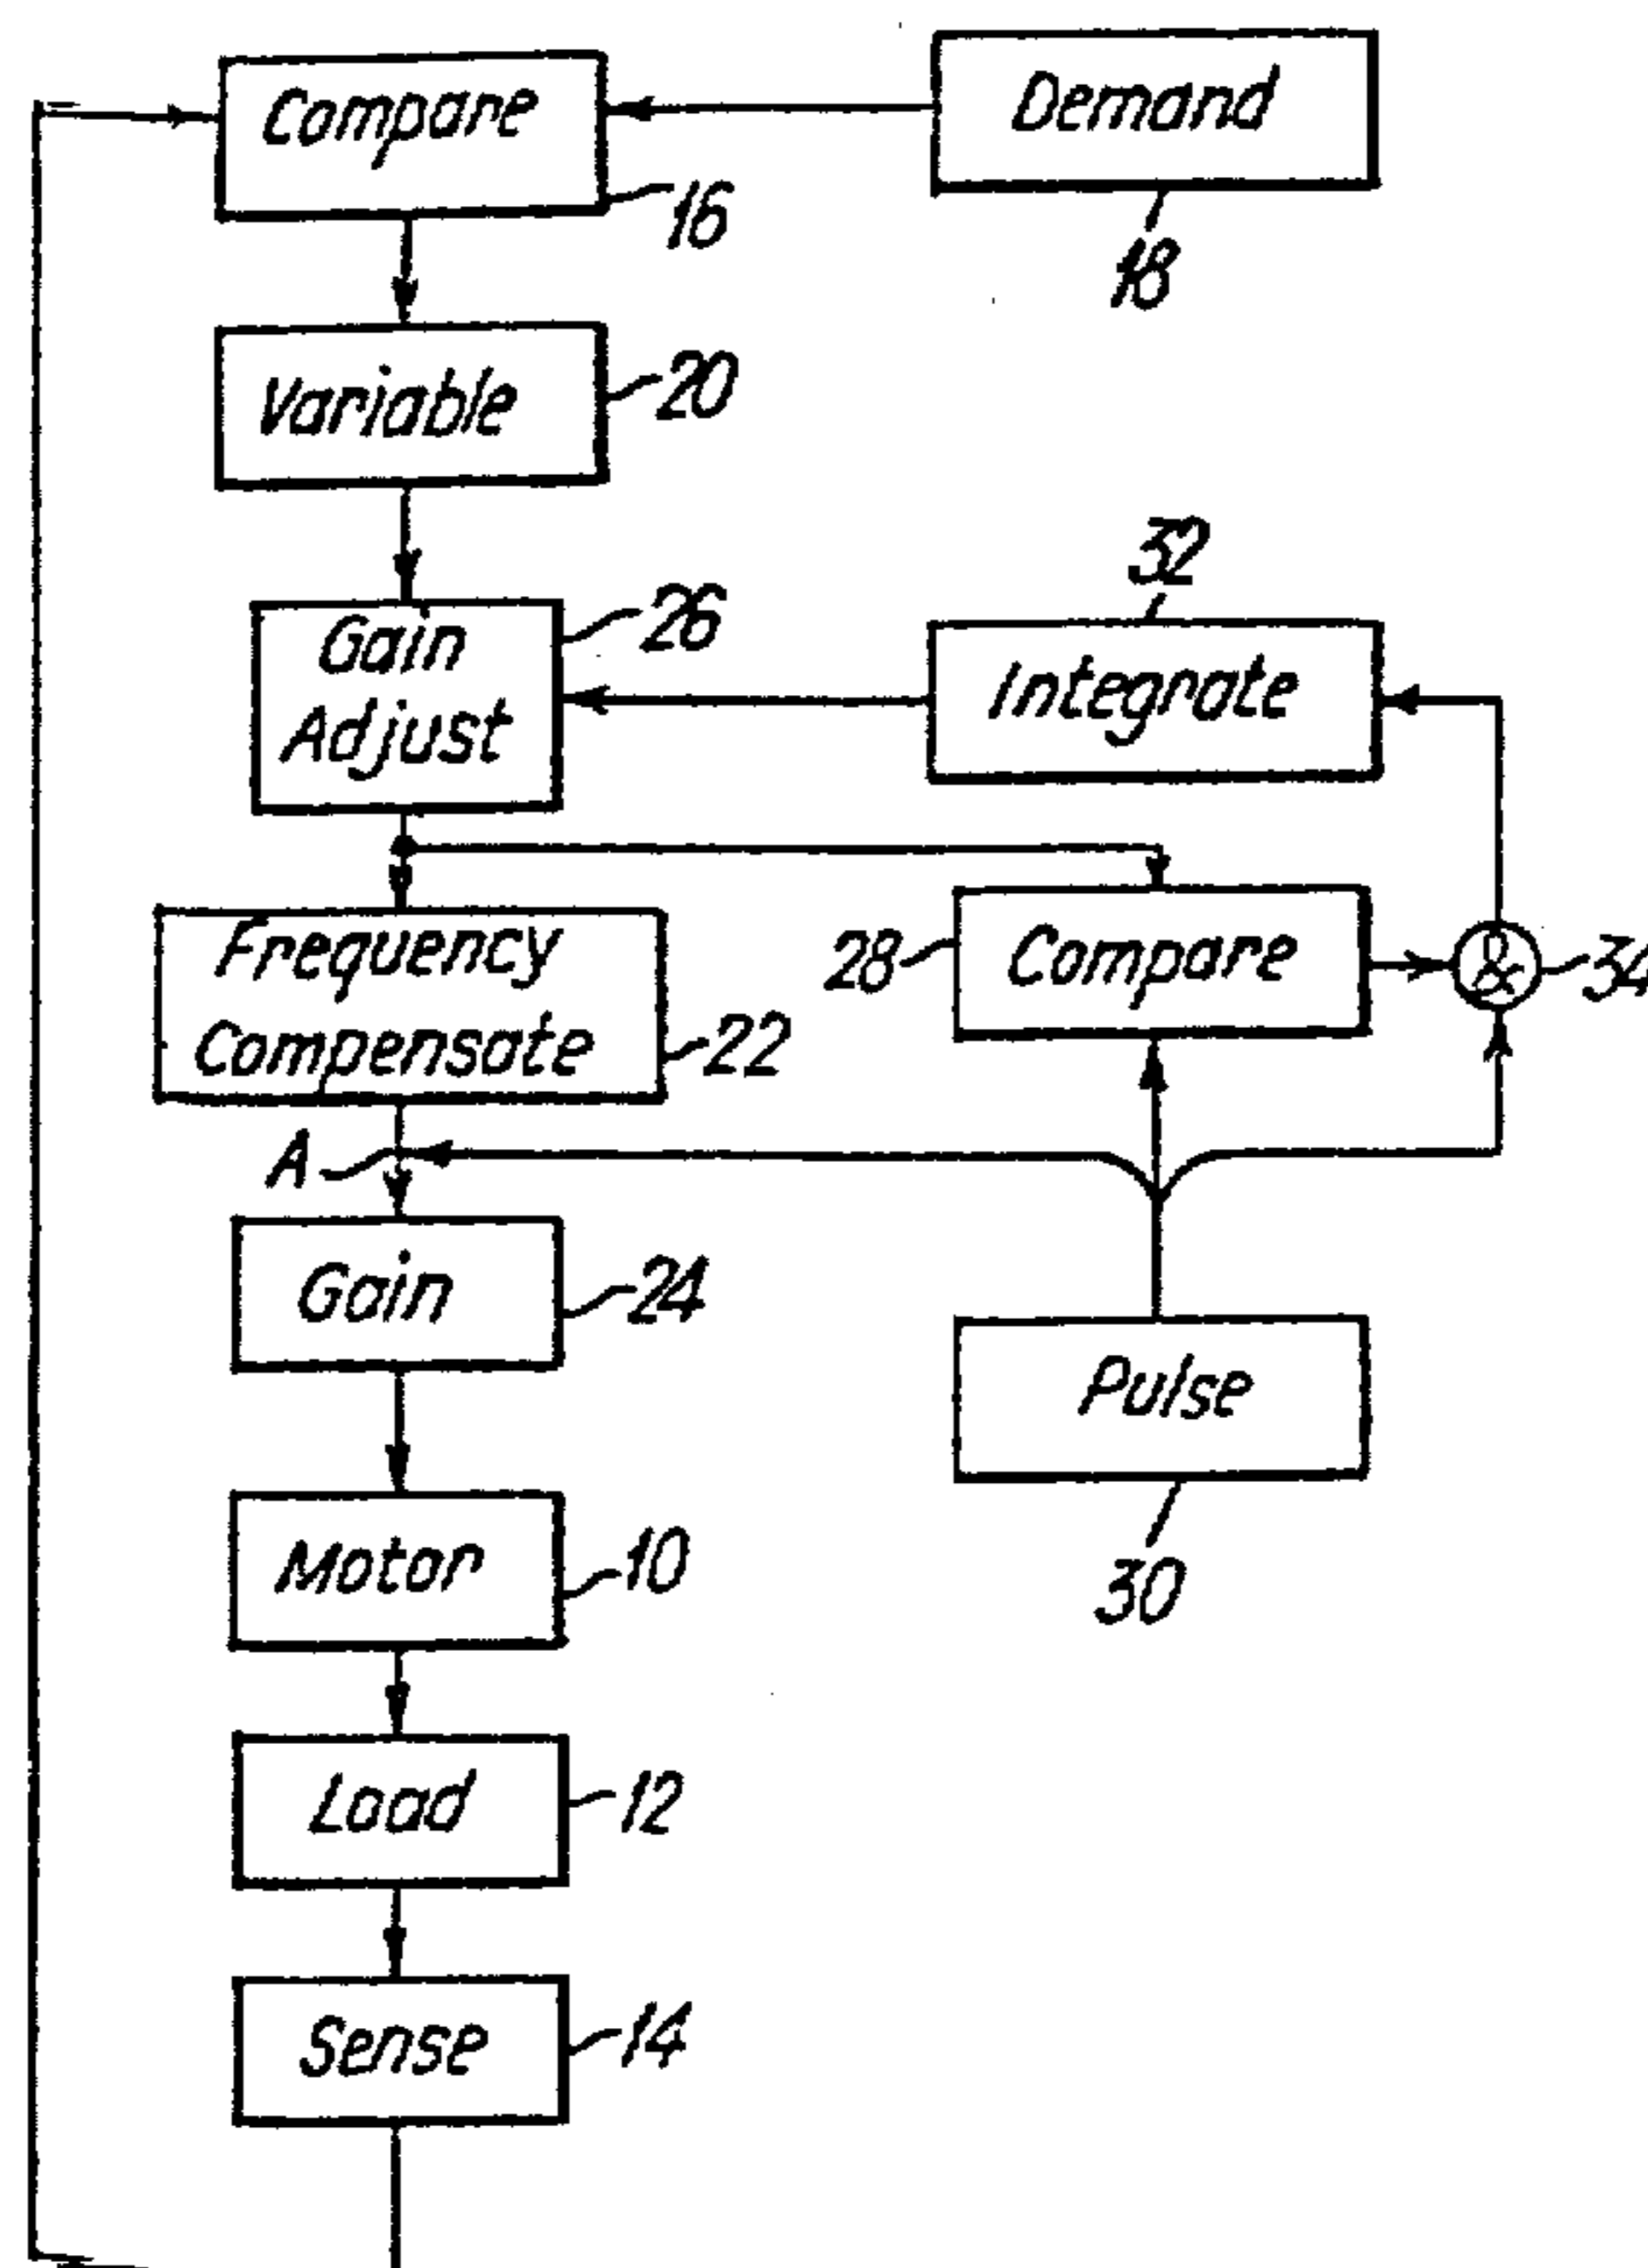 Compare
Demand
16
18
Variable
20
32
Gain
Adjust
26
Integrate
Frequency
Compensate
22
28
Compare
&
34
A
Gain
24
Pulse
30
Motor
10
Load
12
Sense
14